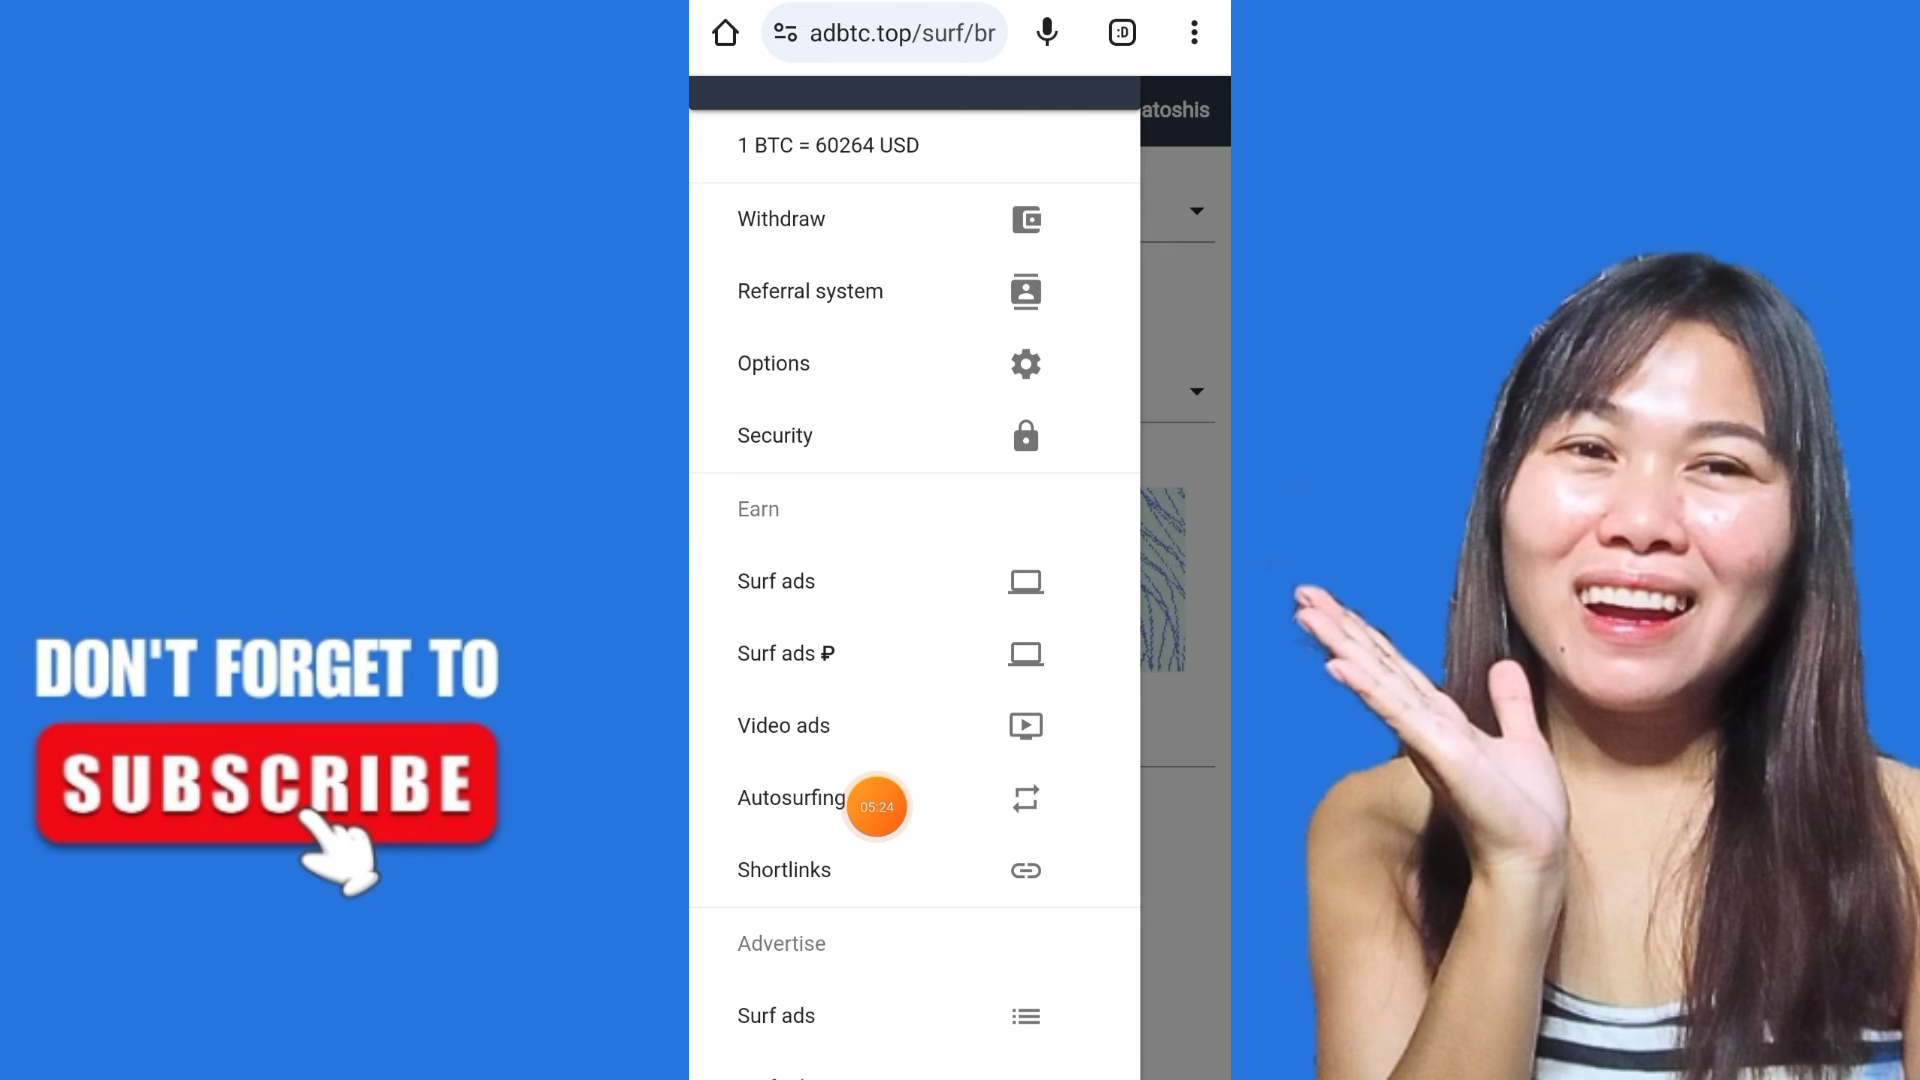 adbtc.top/surf/br
:D
atoshis
1 BTC = 60264 USD
Withdraw
Referral system
Options
Security
Earn
Surf ads
Surf ads ₽
Video ads
Autosurfing
05:24
Shortlinks
Advertise
Surf ads
DON'T FORGET TO
SUBSCRIBE